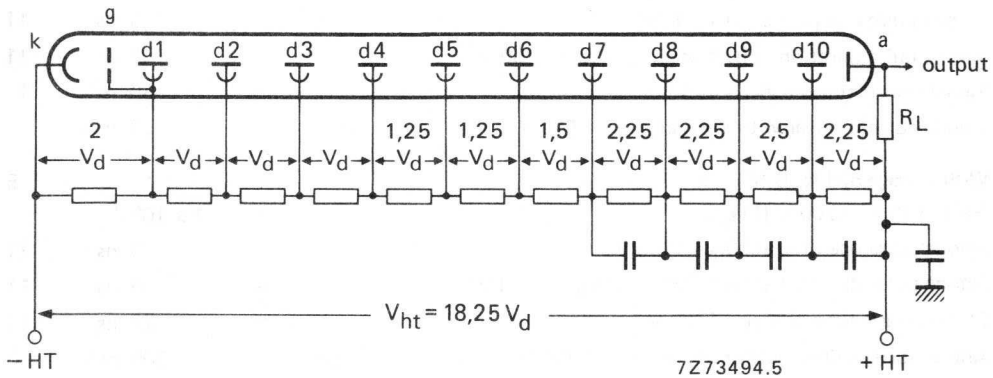 g
k
a
d1 d2 d3 d4 d5 d6 d7 d8 d9 d10
output
R_L
2 1,25 1,25 1,5 2,25 2,25 2,5 2,25
V_d V_d V_d V_d V_d V_d V_d V_d V_d V_d V_d
V_ht = 18,25 V_d
−HT
+HT
7Z73494.5